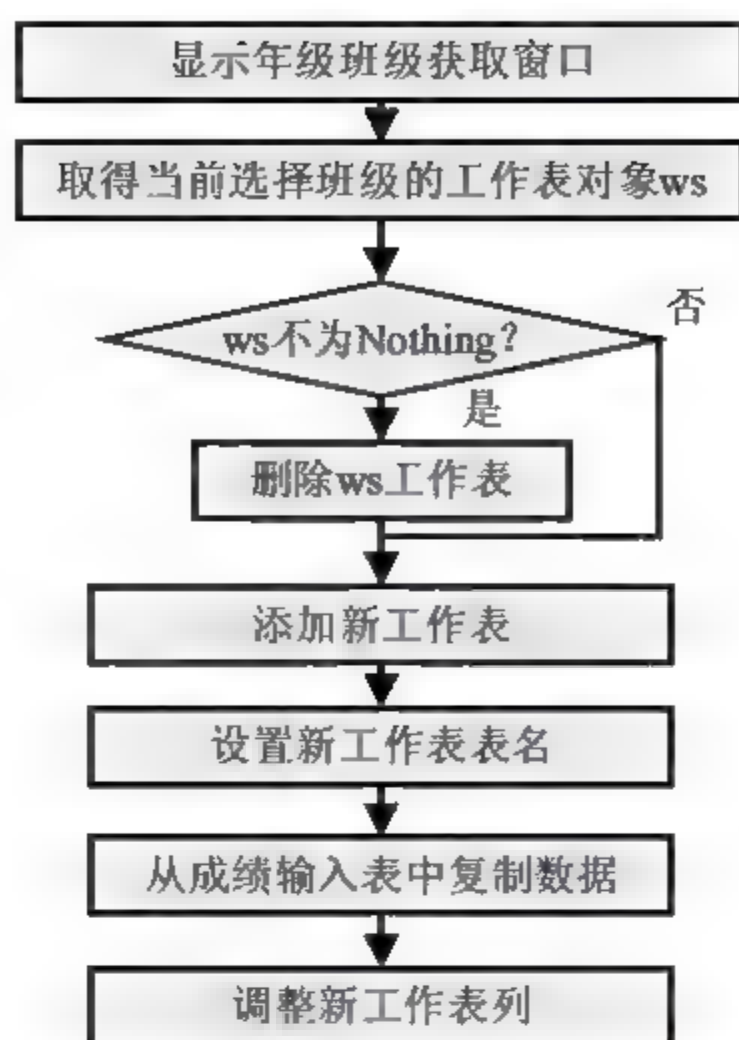 显示年级班级获取窗口
取得当前选择班级的工作表对象ws
ws不为Nothing？
否
是
删除ws工作表
添加新工作表
设置新工作表表名
从成绩输入表中复制数据
调整新工作表列